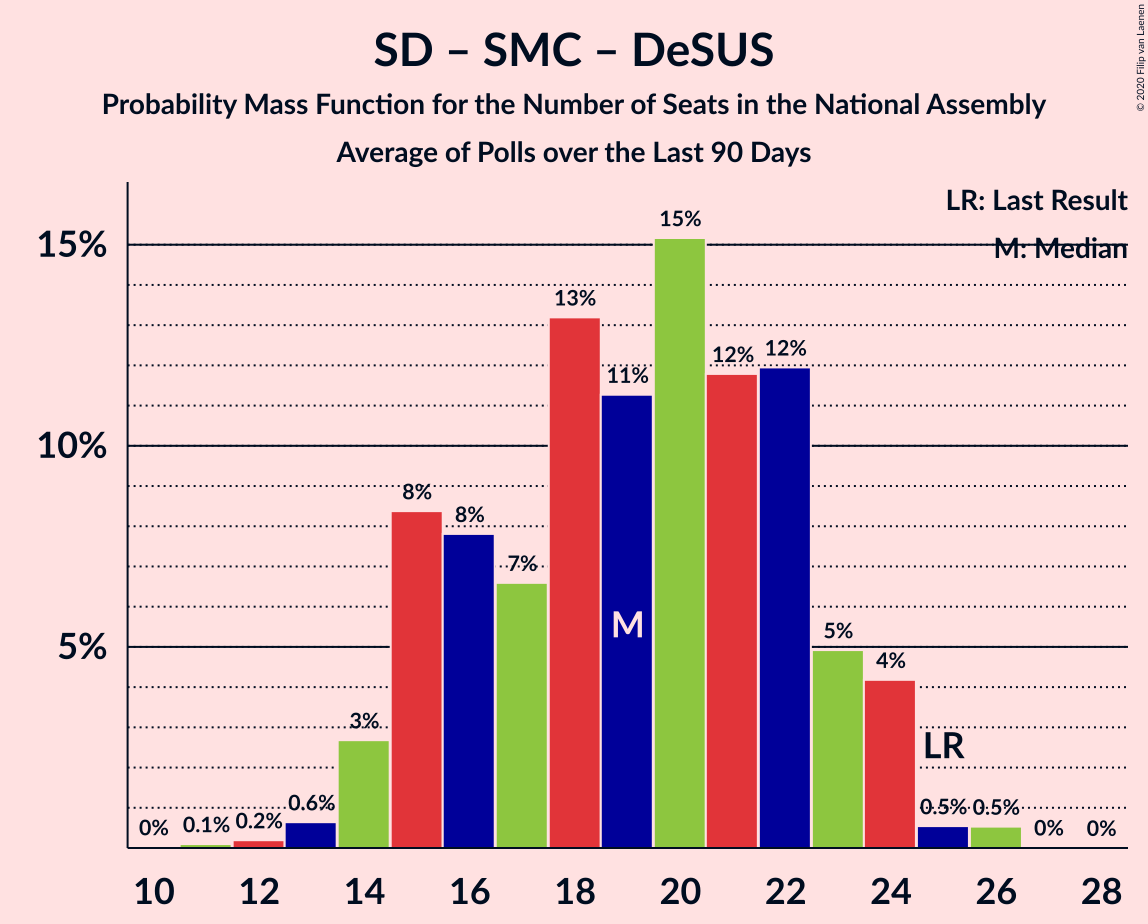 SD – SMC – DeSUS
Probability Mass Function for the Number of Seats in the National Assembly
Average of Polls over the Last 90 Days
© 2020 Filip van Laenen
LR: Last Result
M: Median
15%
10%
5%
0%
0.1%
0.2%
0.6%
3%
8%
8%
7%
13%
11%
15%
12%
12%
5%
4%
0.5%
0.5%
0%
0%
M
LR
10 12 14 16 18 20 22 24 26 28